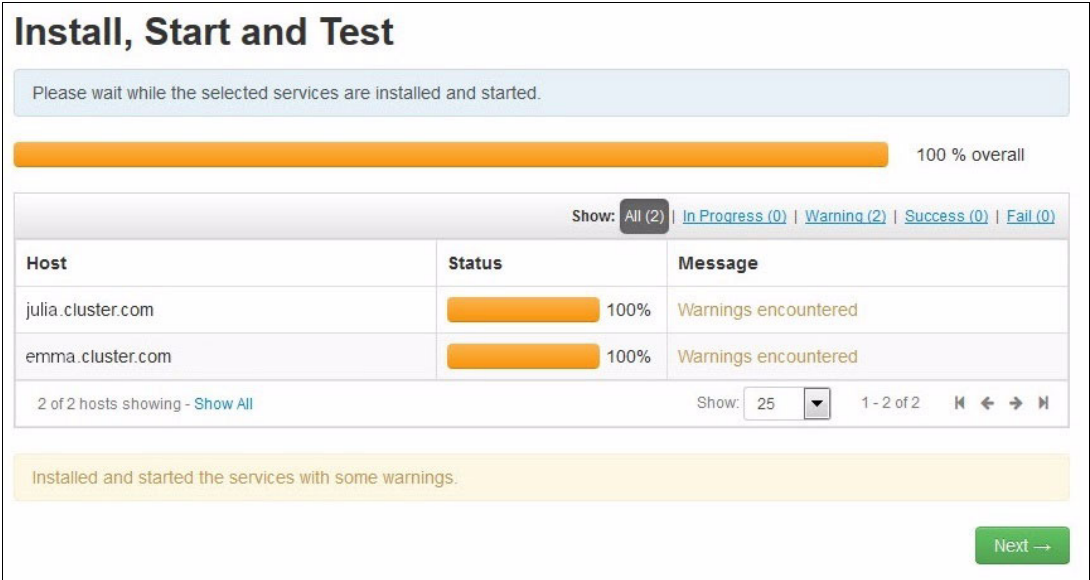 Install, Start and Test
Please wait while the selected services are installed and started.
100 % overall
Show: All (2) | In Progress (0) | Warning (2) | Success (0) | Fail (0)
Host Status Message
julia.cluster.com 100% Warnings encountered
emma.cluster.com 100% Warnings encountered
2 of 2 hosts showing - Show All Show: 25 1 - 2 of 2
Installed and started the services with some warnings.
Next →